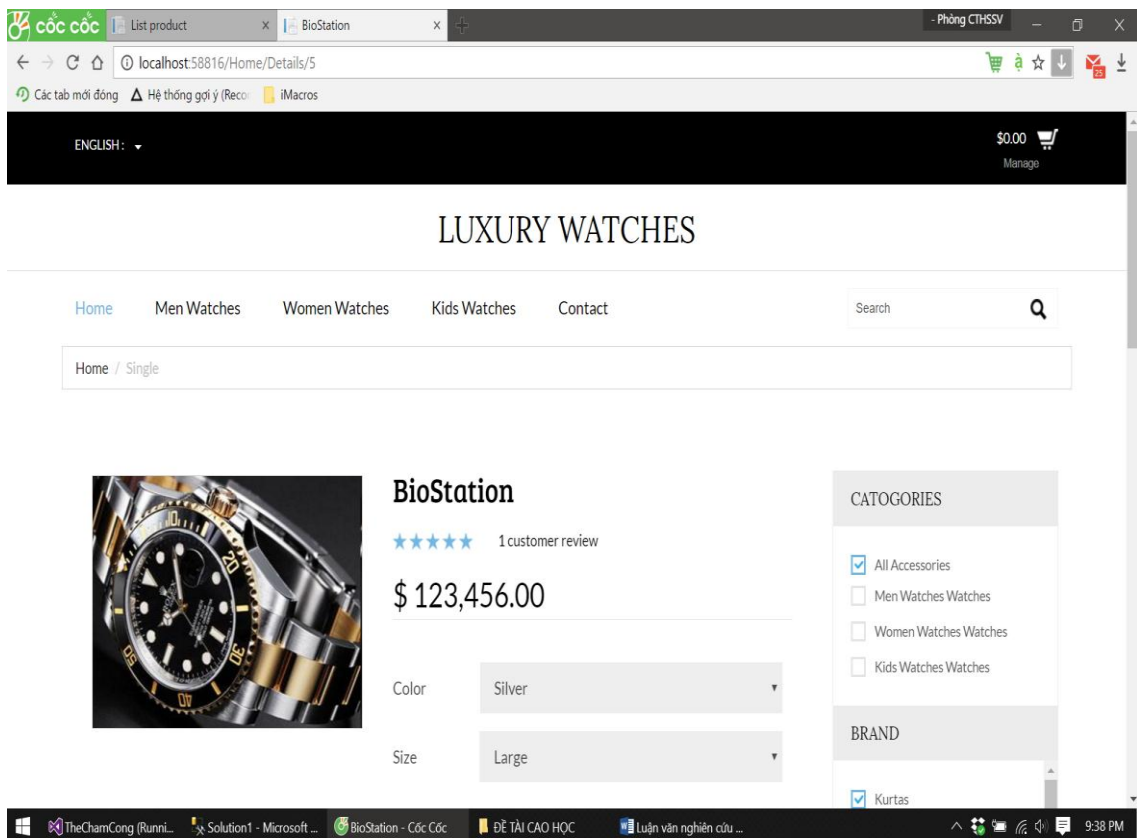 cốc cốc List product x BioStation x - Phòng CTHSSV
localhost:58816/Home/Details/5 à 25
Các tab mới đóng Hệ thống gợi ý (Recor iMacros
ENGLISH : $0.00
Manage
LUXURY WATCHES
Home Men Watches Women Watches Kids Watches Contact Search
Home / Single
BioStation
1 customer review
$ 123,456.00
Color Silver
Size Large
CATOGORIES
All Accessories
Men Watches Watches
Women Watches Watches
Kids Watches Watches
BRAND
Kurtas
20
30
40
TheChamCong (Runni... Solution1 - Microsoft ... BioStation - Cốc Cốc ĐỀ TÀI CAO HỌC Luận văn nghiên cứu ... 9:38 PM